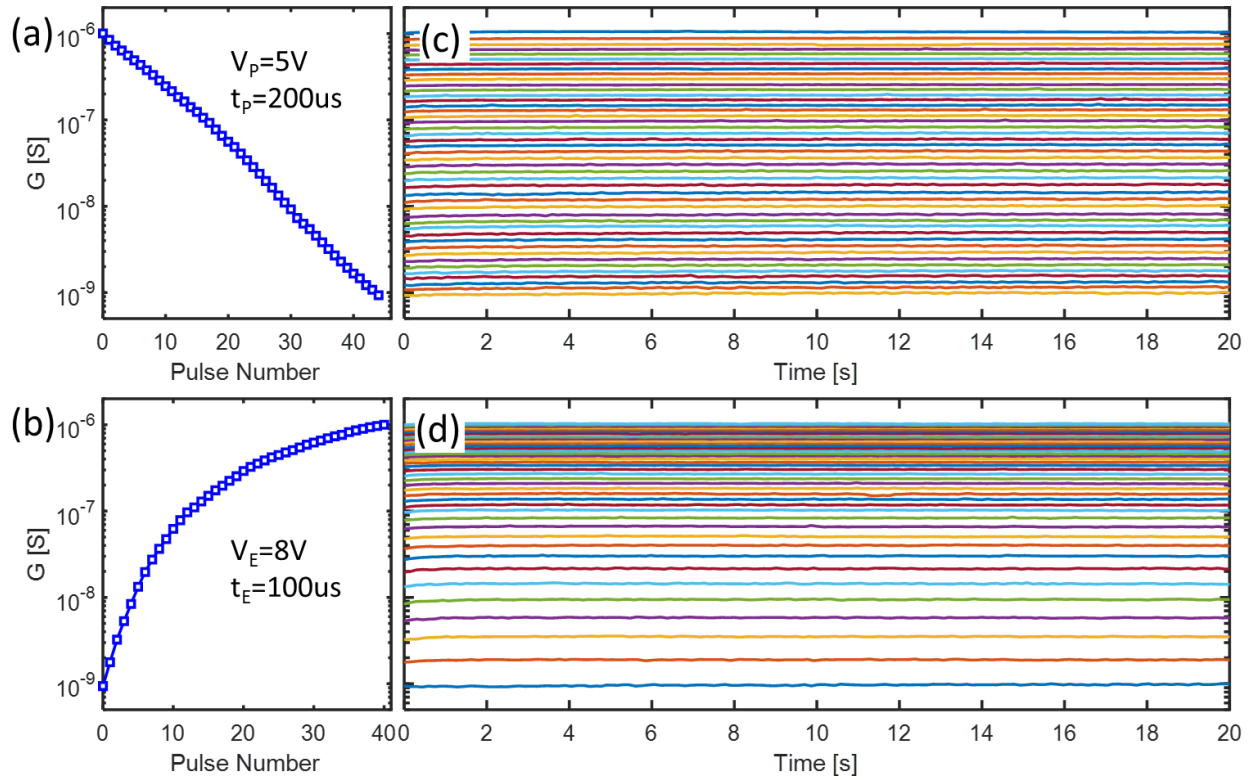 (a)
G [S]
10⁻⁶
10⁻⁷
10⁻⁸
10⁻⁹
V_P=5V
t_P=200us
0 10 20 30 40
Pulse Number
(c)
0 2 4 6 8 10 12 14 16 18 20
Time [s]
(b)
G [S]
10⁻⁶
10⁻⁷
10⁻⁸
10⁻⁹
V_E=8V
t_E=100us
0 10 20 30 40
Pulse Number
(d)
0 2 4 6 8 10 12 14 16 18 20
Time [s]